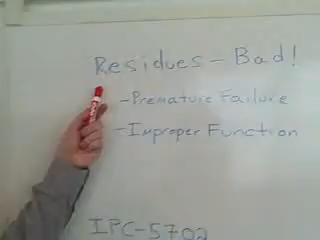 Residues - Bad!
- Premature Failure
- Improper Function
IPC-5702